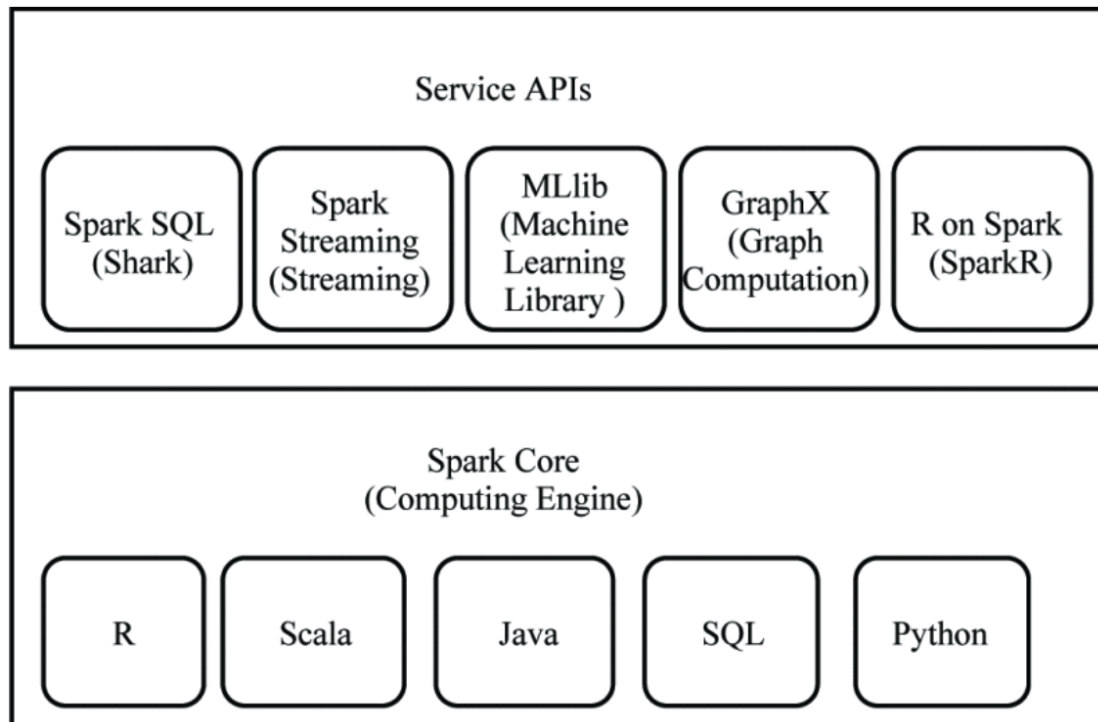 Service APIs
Spark SQL
(Shark)
Spark
Streaming
(Streaming)
MLlib
(Machine
Learning
Library )
GraphX
(Graph
Computation)
R on Spark
(SparkR)
Spark Core
(Computing Engine)
R
Scala
Java
SQL
Python